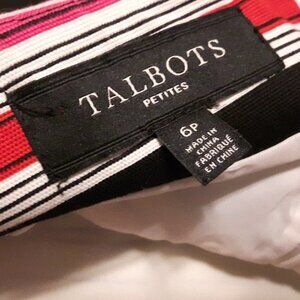 TALBOTS
PETITES
6P
MADE IN
CHINA
FABRIQUÉ
EN CHINE